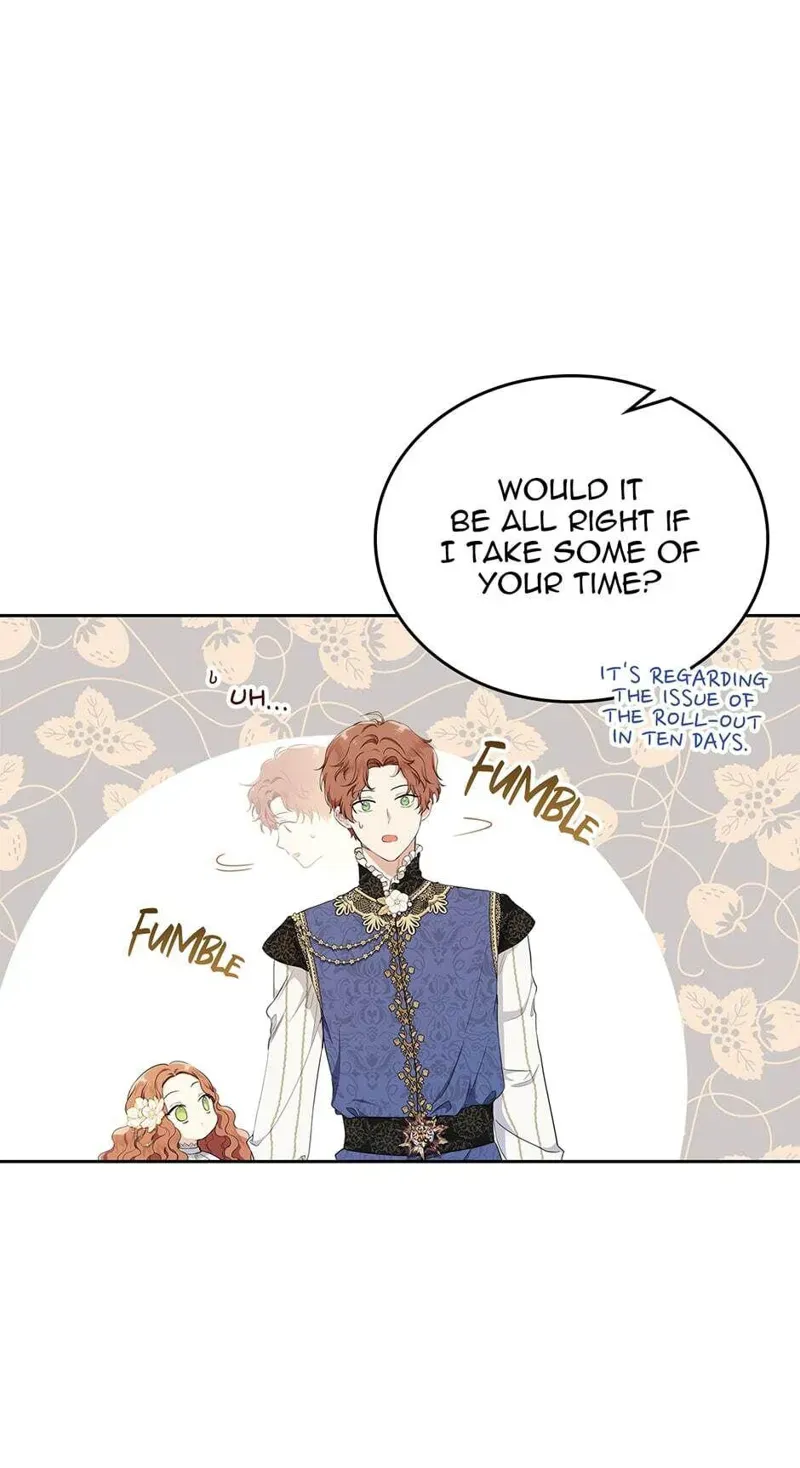 WOULD IT
BE ALL RIGHT IF
I TAKE SOME OF
YOUR TIME?
IT'S REGARDING
THE ISSUE OF
THE ROLL-OUT
IN TEN DAYS.
UH...
FUMBLE
FUMBLE